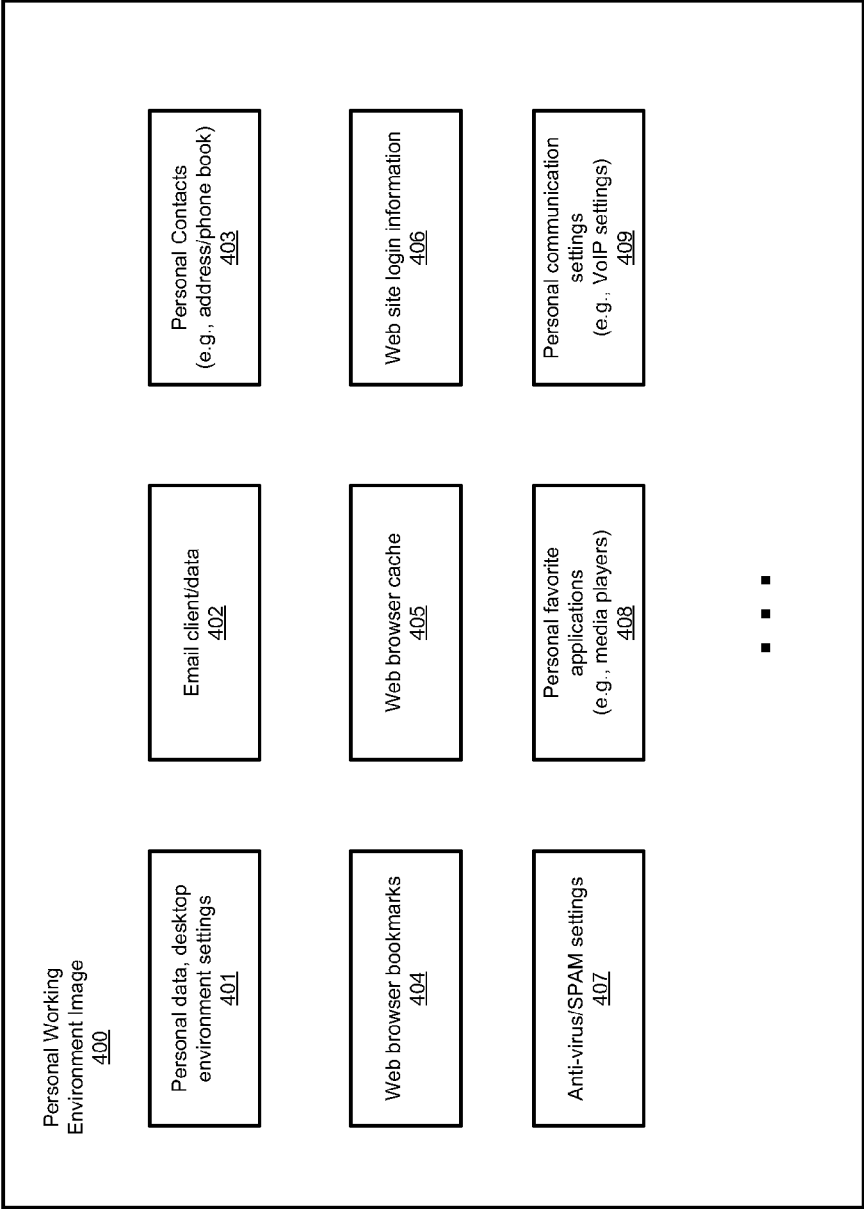 Personal Working
Environment Image
400
Personal data, desktop
environment settings
401
Email client/data
402
Personal Contacts
(e.g., address/phone book)
403
Web browser bookmarks
404
Web browser cache
405
Web site login information
406
Anti-virus/SPAM settings
407
Personal favorite
applications
(e.g., media players)
408
Personal communication
settings
(e.g., VoIP settings)
409